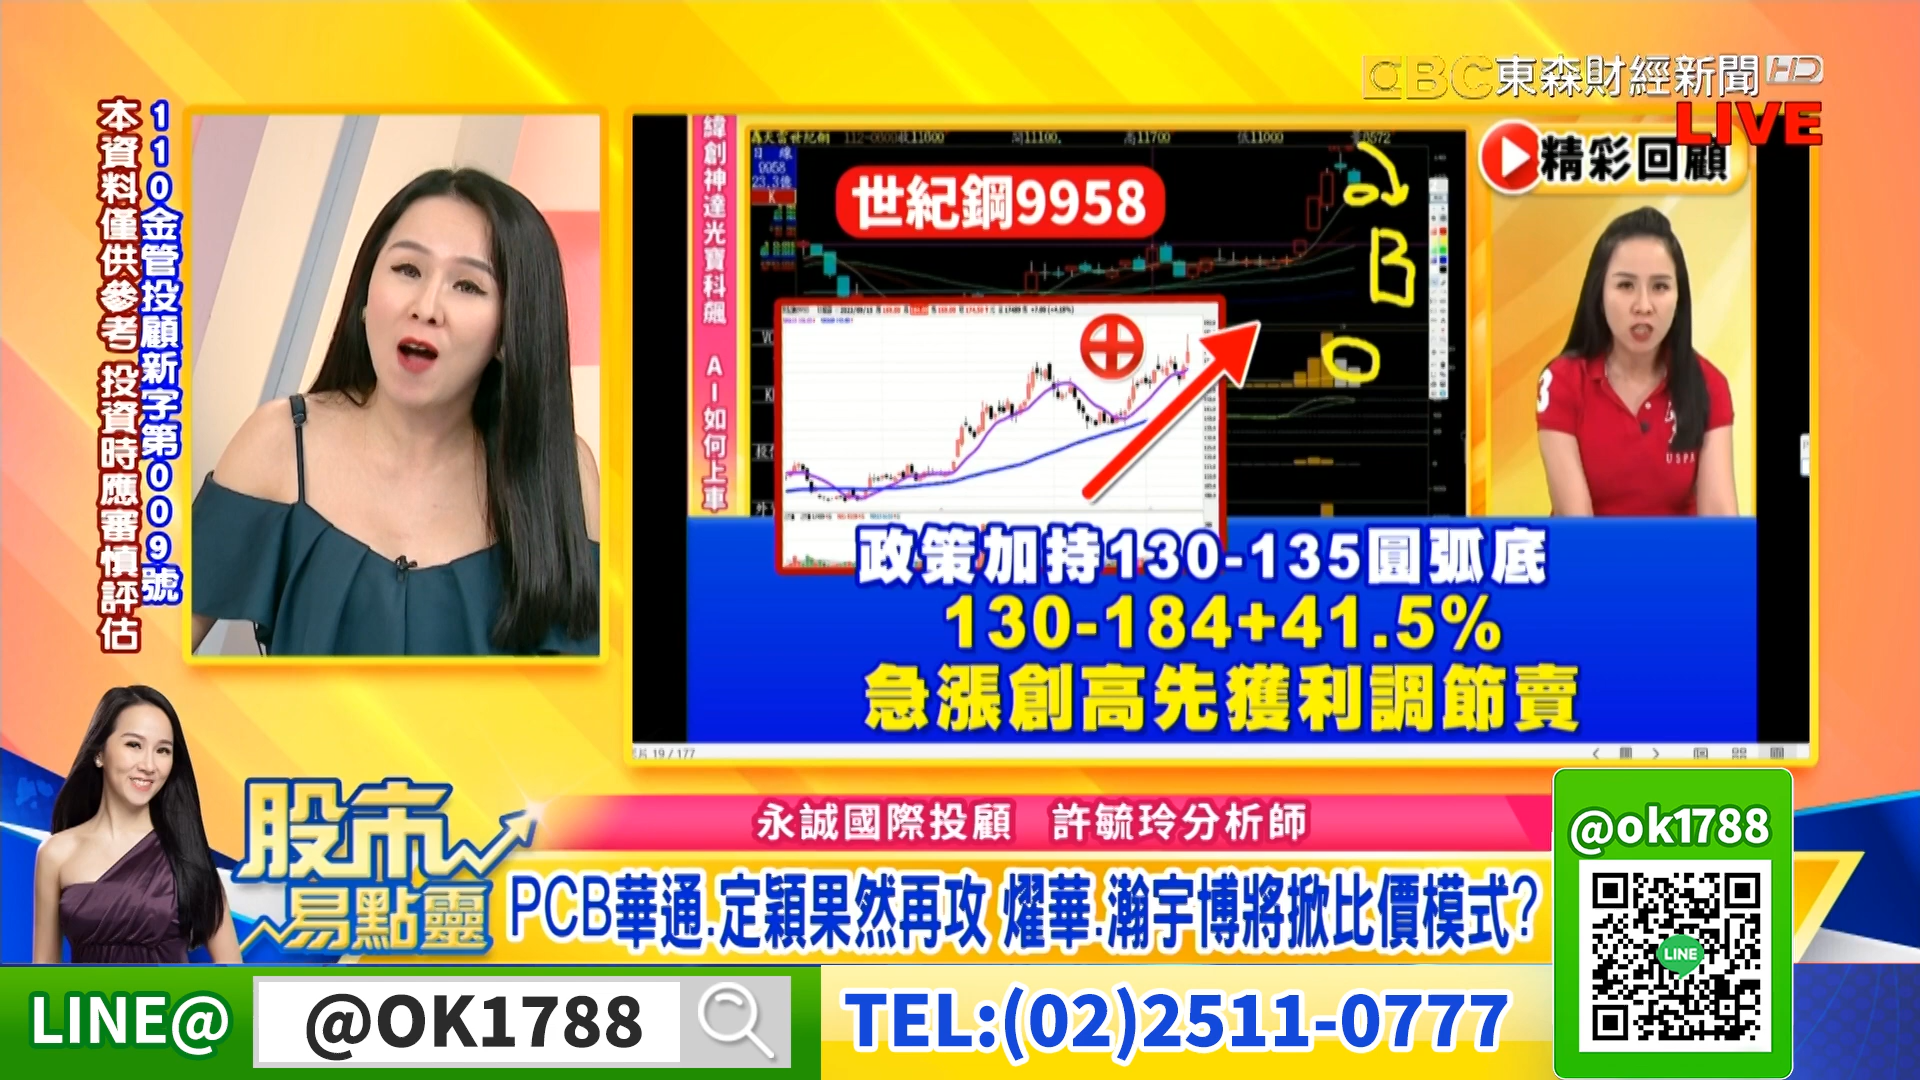 EBC東森財經新聞HD
LIVE
110金管投顧新字第009號
本資料僅供參考 投資時應審慎評估
緯創神達光寶科飆 AI如何上車
世紀鋼9958
精彩回顧
B
政策加持130-135圓弧底
130-184+41.5%
急漲創高先獲利調節賣
19 / 177
股市易點靈
永誠國際投顧 許毓玲分析師
PCB華通.定穎果然再攻 燿華.瀚宇博將掀比價模式?
@ok1788
LINE
LINE@
@OK1788
TEL:(02)2511-0777